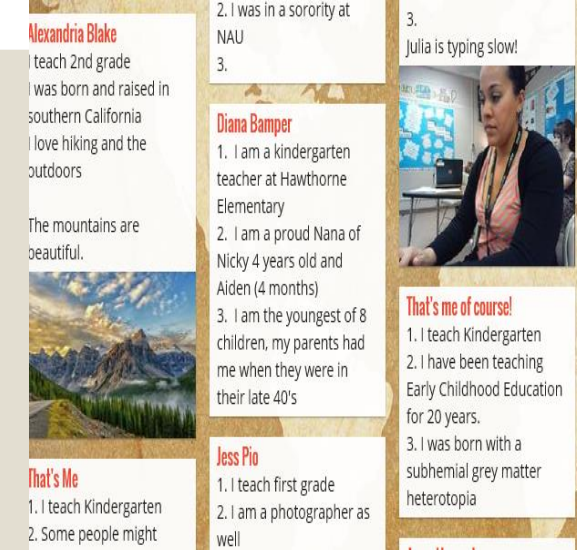 Alexandria Blake
I teach 2nd grade
I was born and raised in
southern California
I love hiking and the
outdoors
The mountains are
beautiful.
That's Me
1. I teach Kindergarten
2. Some people might
2. I was in a sorority at
NAU
3.
Diana Bamper
1. I am a kindergarten
teacher at Hawthorne
Elementary
2. I am a proud Nana of
Nicky 4 years old and
Aiden (4 months)
3. I am the youngest of 8
children, my parents had
me when they were in
their late 40's
Jess Pio
1. I teach first grade
2. I am a photographer as
well
3.
Julia is typing slow!
That's me of course!
1. I teach Kindergarten
2. I have been teaching
Early Childhood Education
for 20 years.
3. I was born with a
subhemial grey matter
heterotopia